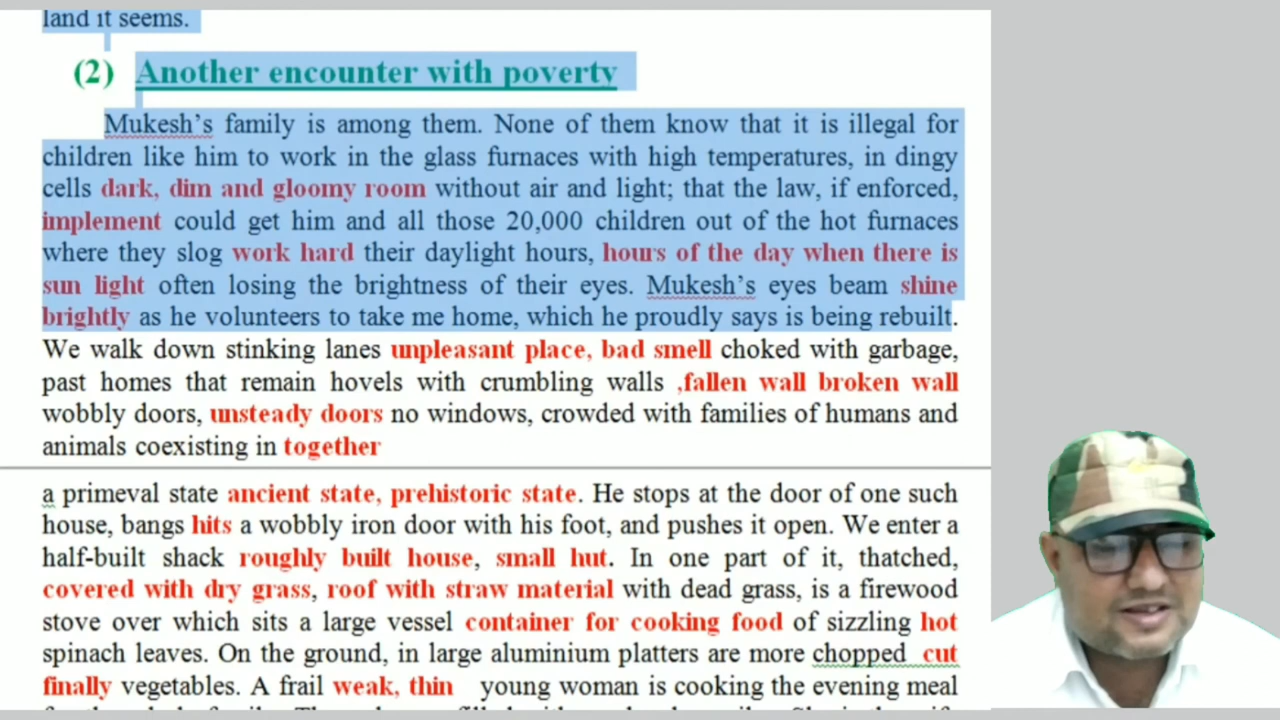 land it seems.
(2) Another encounter with poverty
Mukesh's family is among them. None of them know that it is illegal for
children like him to work in the glass furnaces with high temperatures, in dingy
cells dark, dim and gloomy room without air and light; that the law, if enforced,
implement could get him and all those 20,000 children out of the hot furnaces
where they slog work hard their daylight hours, hours of the day when there is
sun light often losing the brightness of their eyes. Mukesh's eyes beam shine
brightly as he volunteers to take me home, which he proudly says is being rebuilt.
We walk down stinking lanes unpleasant place, bad smell choked with garbage,
past homes that remain hovels with crumbling walls ,fallen wall broken wall
wobbly doors, unsteady doors no windows, crowded with families of humans and
animals coexisting in together
a primeval state ancient state, prehistoric state. He stops at the door of one such
house, bangs hits a wobbly iron door with his foot, and pushes it open. We enter a
half-built shack roughly built house, small hut. In one part of it, thatched,
covered with dry grass, roof with straw material with dead grass, is a firewood
stove over which sits a large vessel container for cooking food of sizzling hot
spinach leaves. On the ground, in large aluminium platters are more chopped cut
finally vegetables. A frail weak, thin young woman is cooking the evening meal